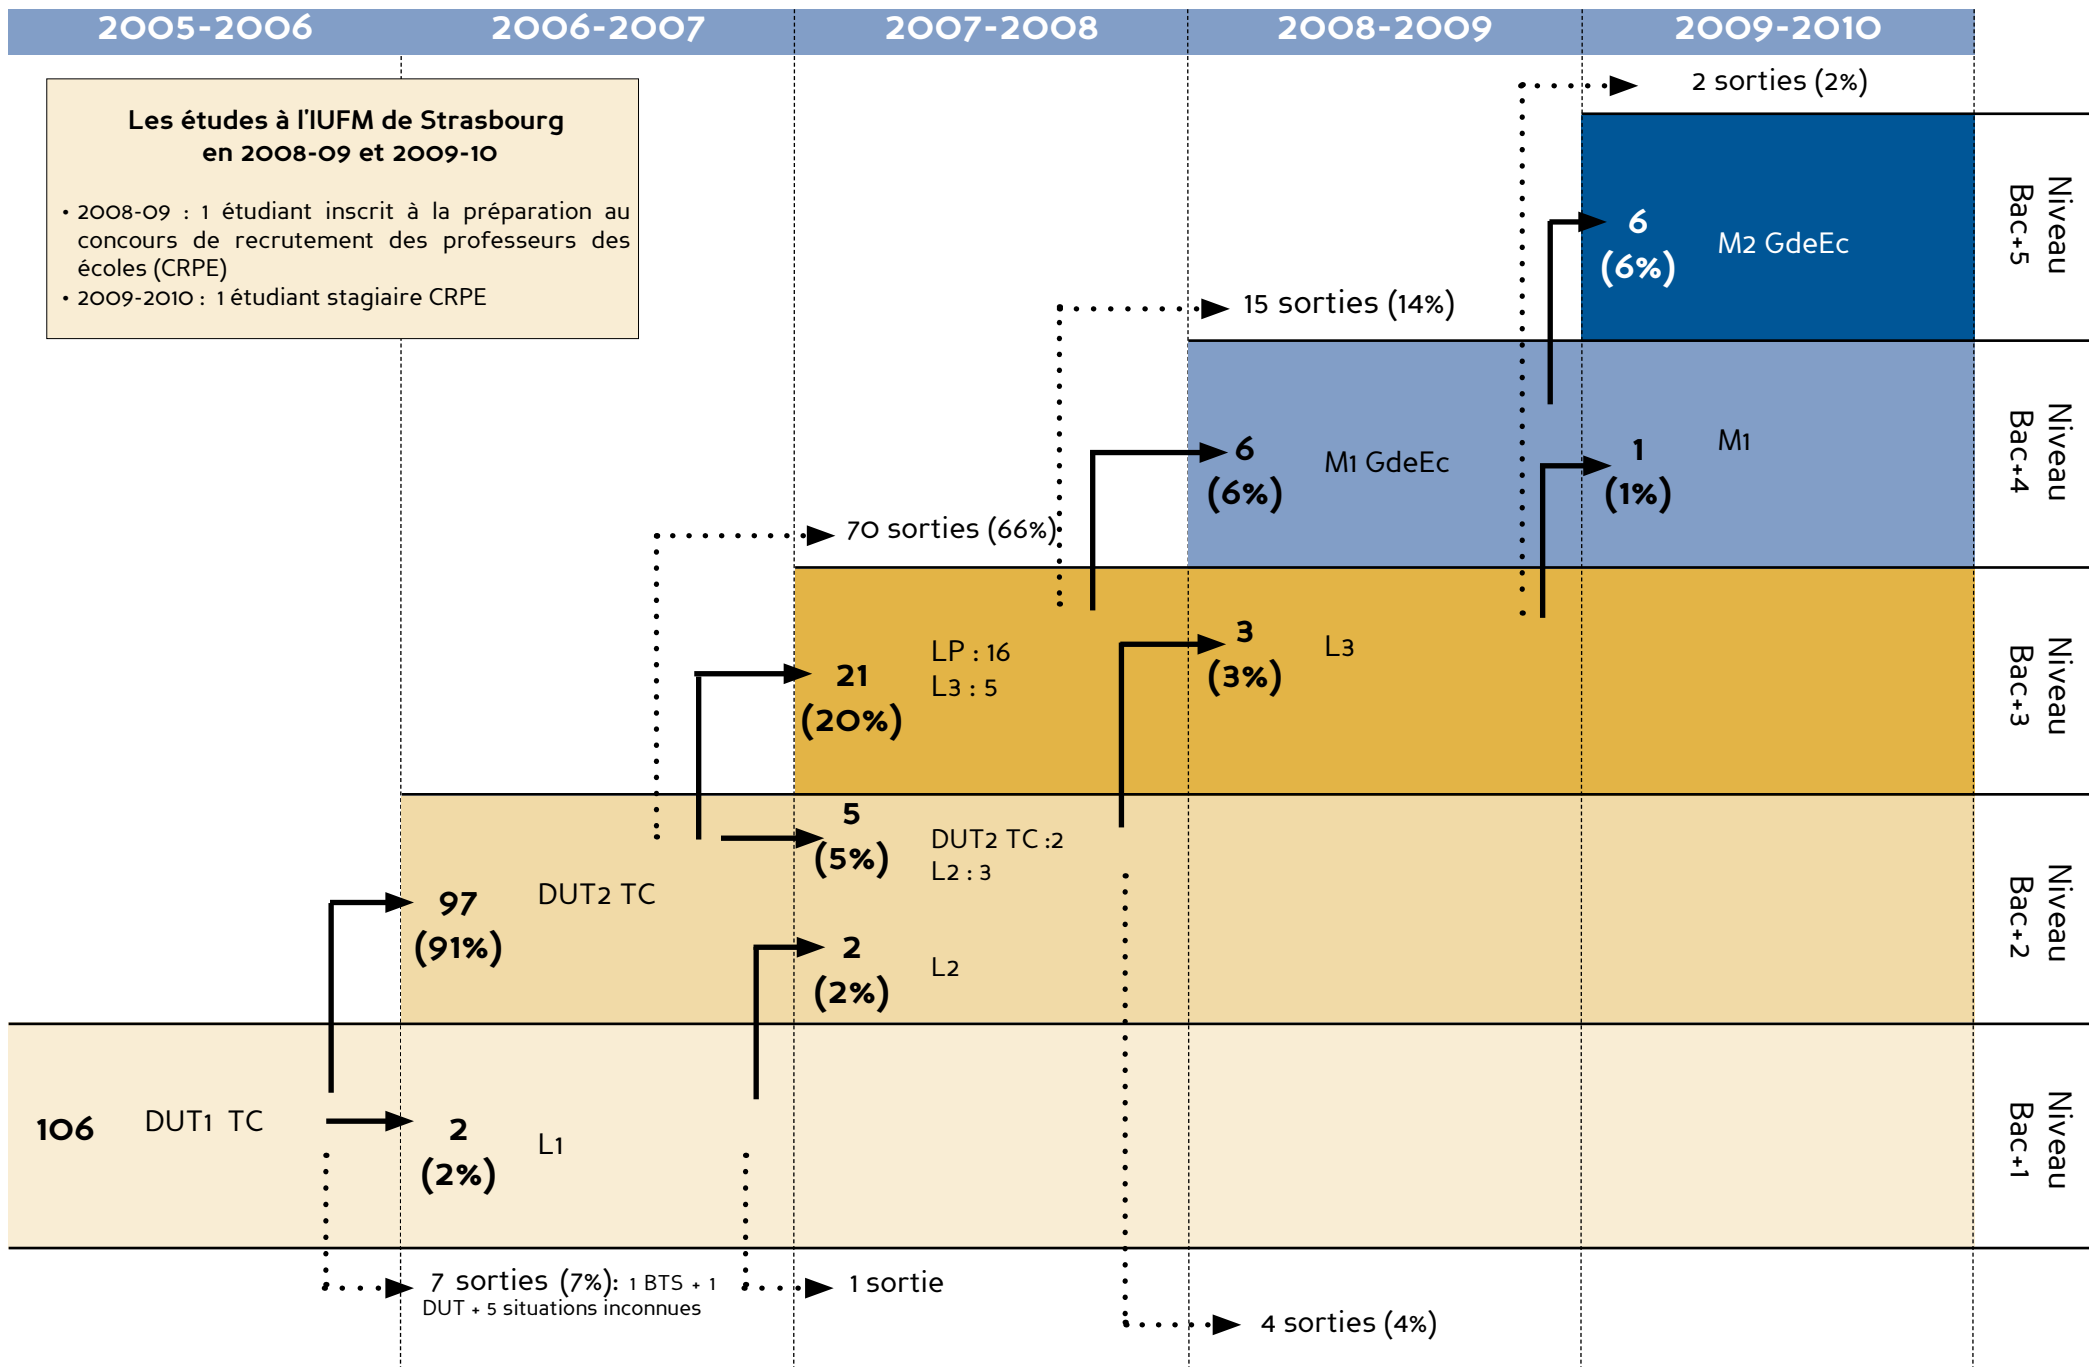 2005-2006
2006-2007
2007-2008
2008-2009
2009-2010
Les études à l'IUFM de Strasbourg
en 2008-09 et 2009-10
• 2008-09 : 1 étudiant inscrit à la préparation au
concours de recrutement des professeurs des
écoles (CRPE)
• 2009-2010 : 1 étudiant stagiaire CRPE
2 sorties (2%)
6
(6%)
M2 GdeEc
Niveau
Bac+5
15 sorties (14%)
6
(6%)
M1 GdeEc
1
(1%)
M1
Niveau
Bac+4
70 sorties (66%)
21
(20%)
LP : 16
L3 : 5
3
(3%)
L3
Niveau
Bac+3
97
(91%)
DUT2 TC
5
(5%)
DUT2 TC :2
L2 : 3
2
(2%)
L2
Niveau
Bac+2
106
DUT1 TC
2
(2%)
L1
Niveau
Bac+1
7 sorties (7%): 1 BTS + 1
DUT + 5 situations inconnues
1 sortie
4 sorties (4%)